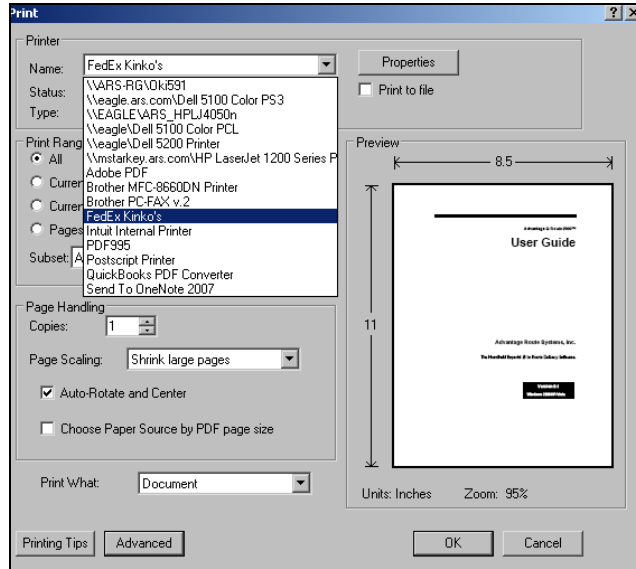 Print
Printer
Name: FedEx Kinko's
Properties
Status:
Print to file
Type:
\\ARS-RG\Oki591
\\eagle.ars.com\Dell 5100 Color PS3
\\EAGLE\ARS_HPLJ4050n
\\eagle\Dell 5100 Color PCL
\\eagle\Dell 5200 Printer
\\mstarkey.ars.com\HP LaserJet 1200 Series P
Adobe PDF
Brother MFC-8660DN Printer
Brother PC-FAX v.2
FedEx Kinko's
Intuit Internal Printer
PDF995
Postscript Printer
QuickBooks PDF Converter
Send To OneNote 2007
Print Rang
All
Curren
Curren
Pages
Subset: A
Preview
8.5
11
User Guide
Advantage Route Systems, Inc.
Units: Inches Zoom: 95%
Page Handling
Copies: 1
Page Scaling: Shrink large pages
Auto-Rotate and Center
Choose Paper Source by PDF page size
Print What: Document
Printing Tips
Advanced
OK
Cancel